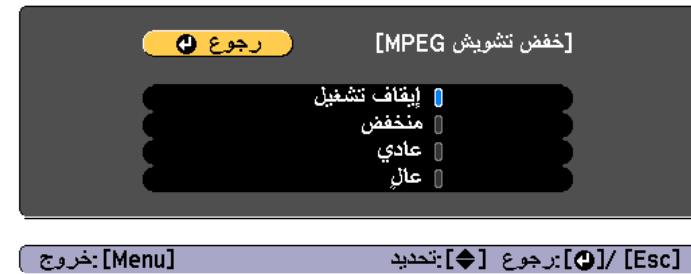 [خفض تشويش MPEG]
رجوع
إيقاف تشغيل
منخفض
عادي
عالٍ
[Esc] /[⏎]:رجوع [◆]:تحديد [Menu]:خروج